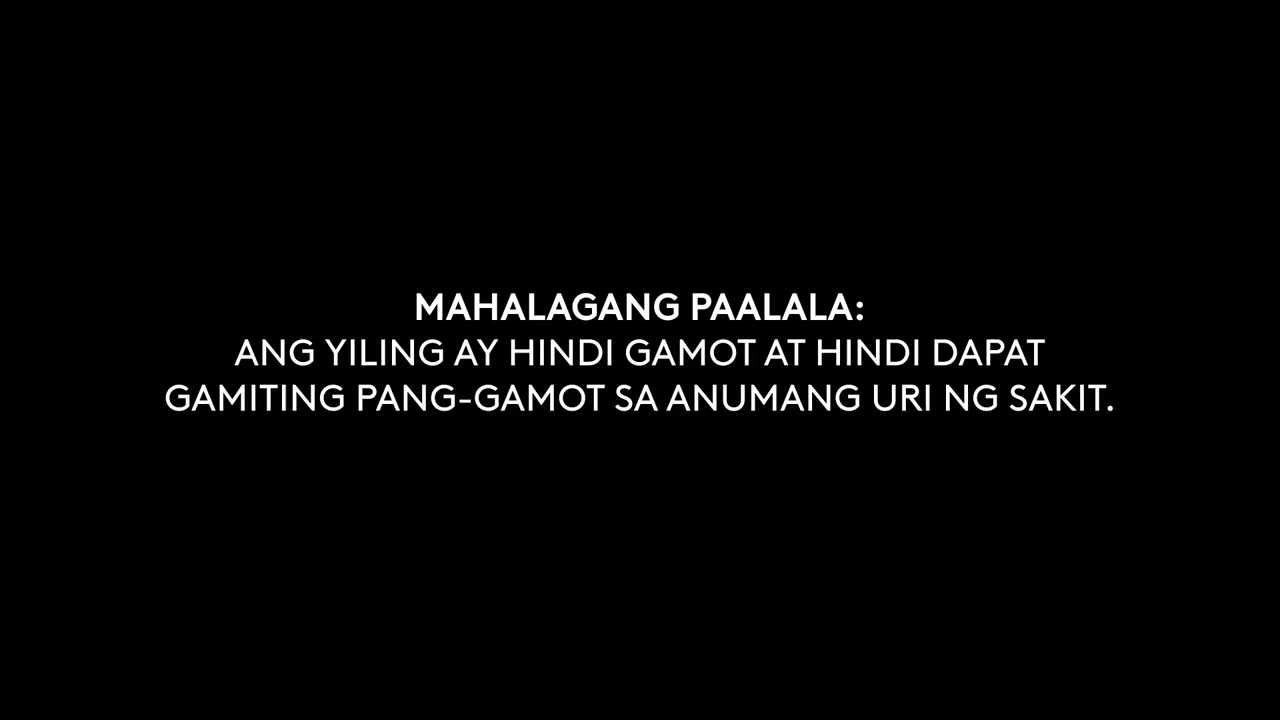 MAHALAGANG PAALALA:
ANG YILING AY HINDI GAMOT AT HINDI DAPAT
GAMITING PANG-GAMOT SA ANUMANG URI NG SAKIT.